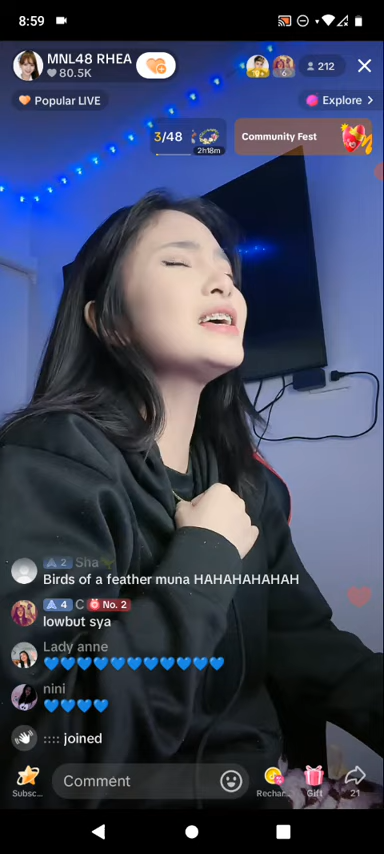 8:59
MNL48 RHEA
80.5K
6
212
Popular LIVE
Explore
3/48
2h18m
Community Fest
2 Sha
Birds of a feather muna HAHAHAHAHAH
4 C No. 2
lowbut sya
Lady anne
💙💙💙💙💙💙💙💙💙💙💙
nini
💙💙💙💙
:::: joined
Comment
Subsc...
Rechar...
Gift
21